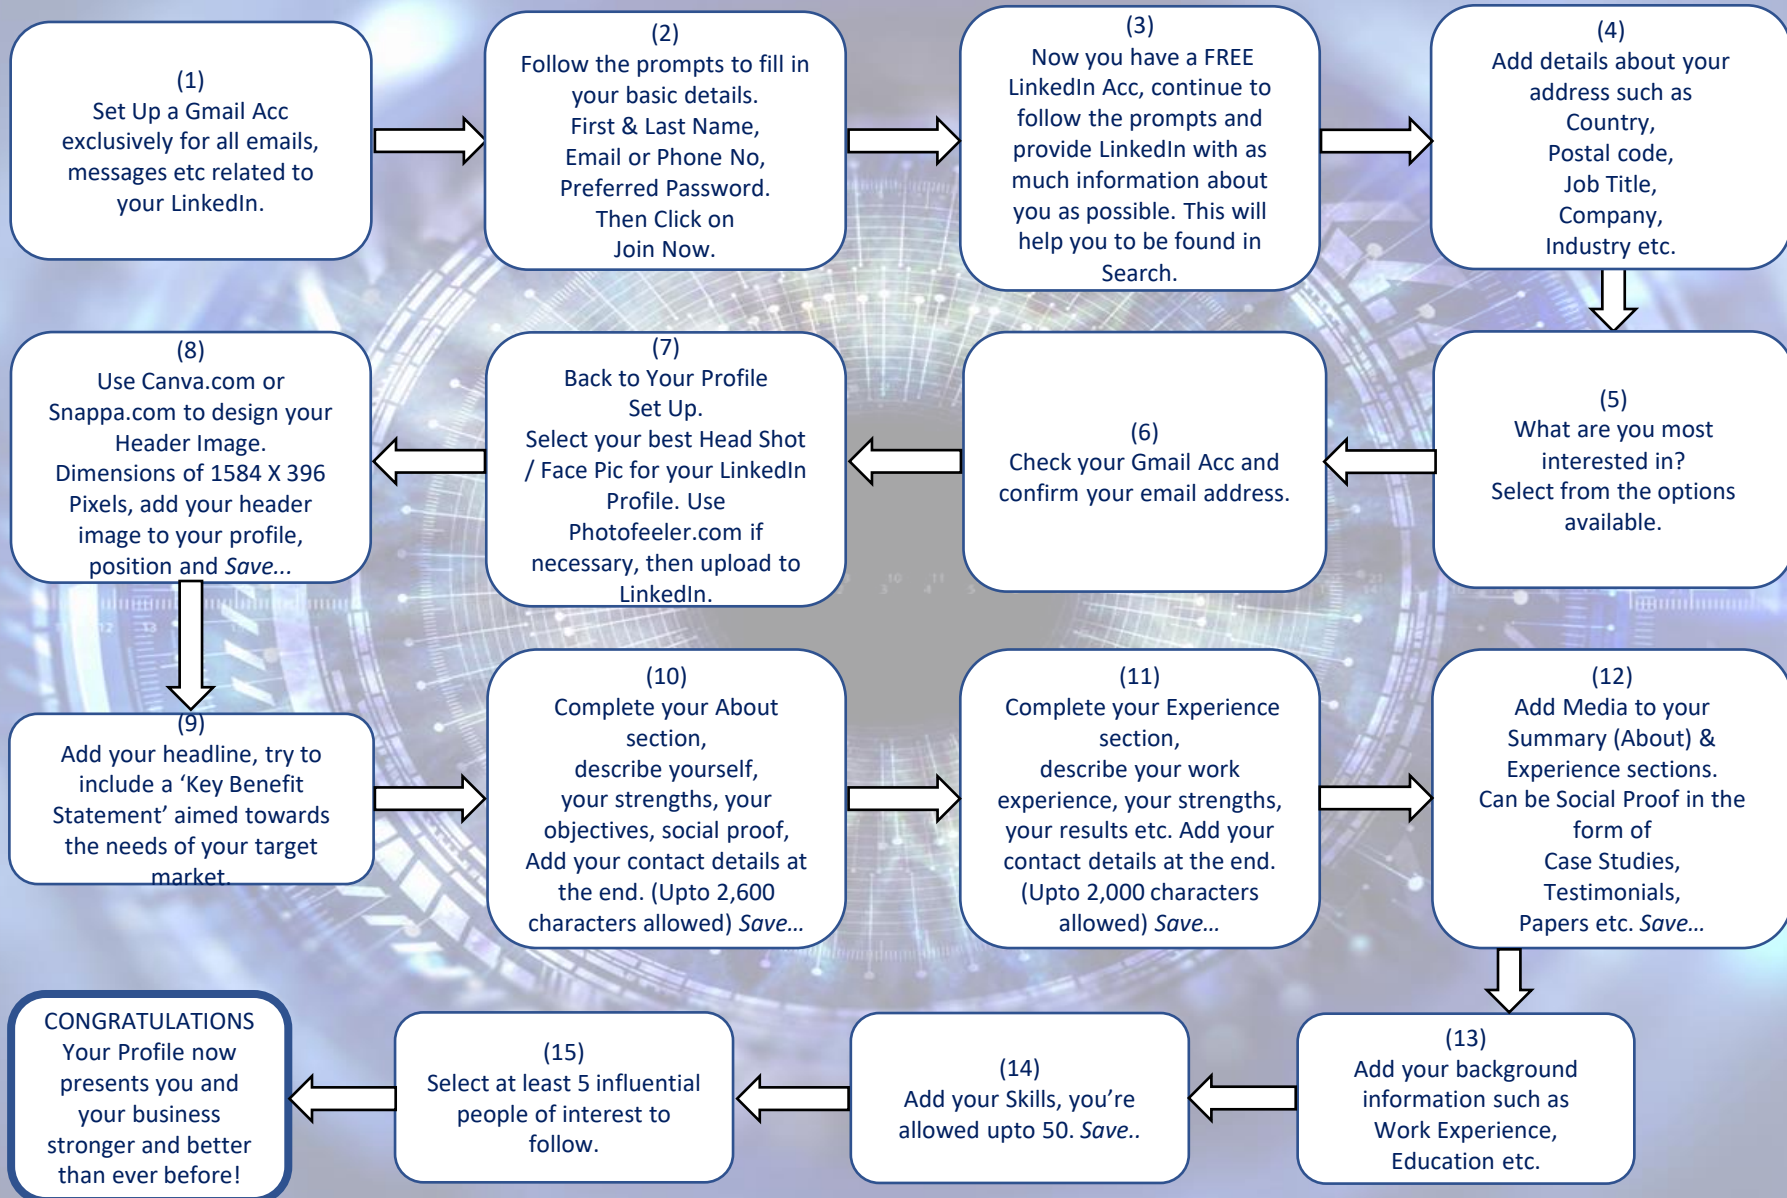 (1)
Set Up a Gmail Acc
exclusively for all emails,
messages etc related to
your LinkedIn.
(2)
Follow the prompts to fill in
your basic details.
First & Last Name,
Email or Phone No,
Preferred Password.
Then Click on
Join Now.
(3)
Now you have a FREE
LinkedIn Acc, continue to
follow the prompts and
provide LinkedIn with as
much information about
you as possible. This will
help you to be found in
Search.
(4)
Add details about your
address such as
Country,
Postal code,
Job Title,
Company,
Industry etc.
(5)
What are you most
interested in?
Select from the options
available.
(6)
Check your Gmail Acc and
confirm your email address.
(7)
Back to Your Profile
Set Up.
Select your best Head Shot
/ Face Pic for your LinkedIn
Profile. Use
Photofeeler.com if
necessary, then upload to
LinkedIn.
(8)
Use Canva.com or
Snappa.com to design your
Header Image.
Dimensions of 1584 X 396
Pixels, add your header
image to your profile,
position and Save...
(9)
Add your headline, try to
include a ‘Key Benefit
Statement’ aimed towards
the needs of your target
market.
(10)
Complete your About
section,
describe yourself,
your strengths, your
objectives, social proof,
Add your contact details at
the end. (Upto 2,600
characters allowed) Save...
(11)
Complete your Experience
section,
describe your work
experience, your strengths,
your results etc. Add your
contact details at the end.
(Upto 2,000 characters
allowed) Save...
(12)
Add Media to your
Summary (About) &
Experience sections.
Can be Social Proof in the
form of
Case Studies,
Testimonials,
Papers etc. Save...
(13)
Add your background
information such as
Work Experience,
Education etc.
(14)
Add your Skills, you’re
allowed upto 50. Save..
(15)
Select at least 5 influential
people of interest to
follow.
CONGRATULATIONS
Your Profile now
presents you and
your business
stronger and better
than ever before!